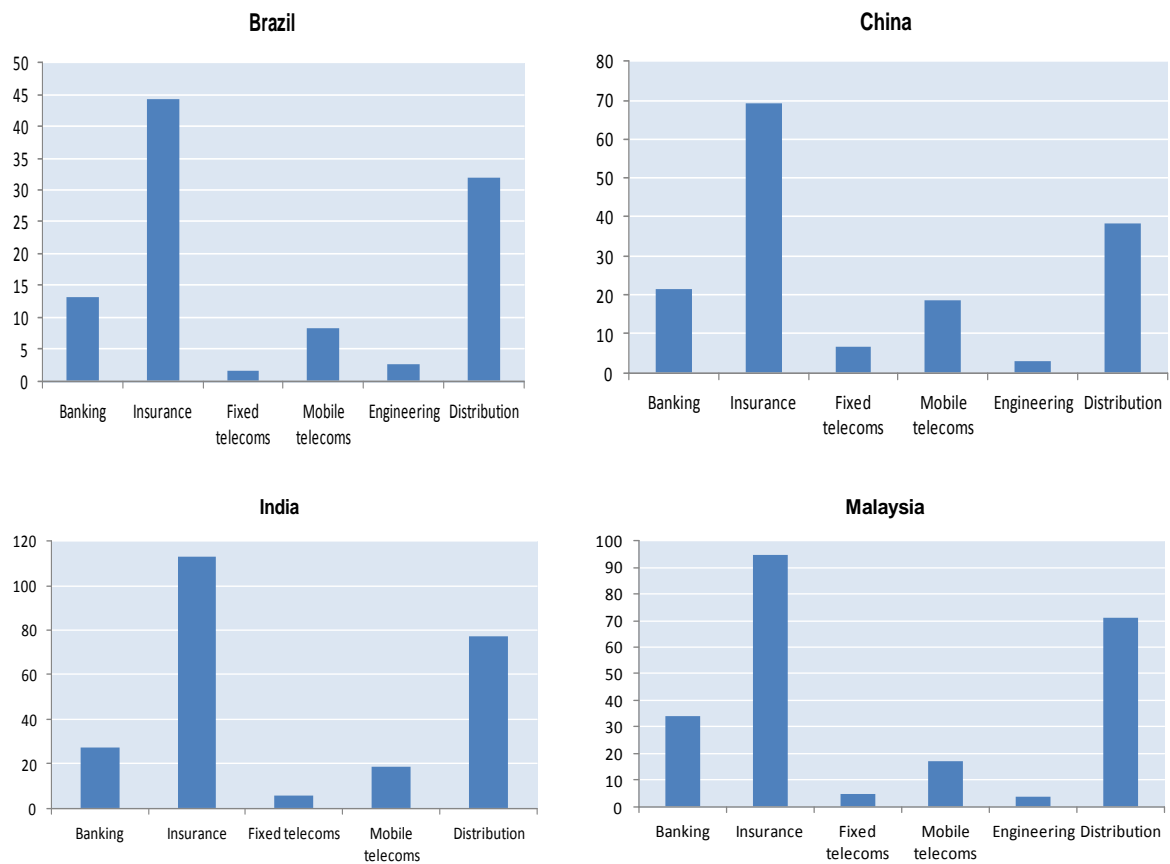 Brazil
50
45
40
35
30
25
20
15
10
5
0
Banking
Insurance
Fixed
telecoms
Mobile
telecoms
Engineering
Distribution
China
80
70
60
50
40
30
20
10
0
Banking
Insurance
Fixed
telecoms
Mobile
telecoms
Engineering
Distribution
India
120
100
80
60
40
20
0
Banking
Insurance
Fixed telecoms
Mobile
telecoms
Distribution
Malaysia
100
90
80
70
60
50
40
30
20
10
0
Banking
Insurance
Fixed
telecoms
Mobile
telecoms
Engineering
Distribution